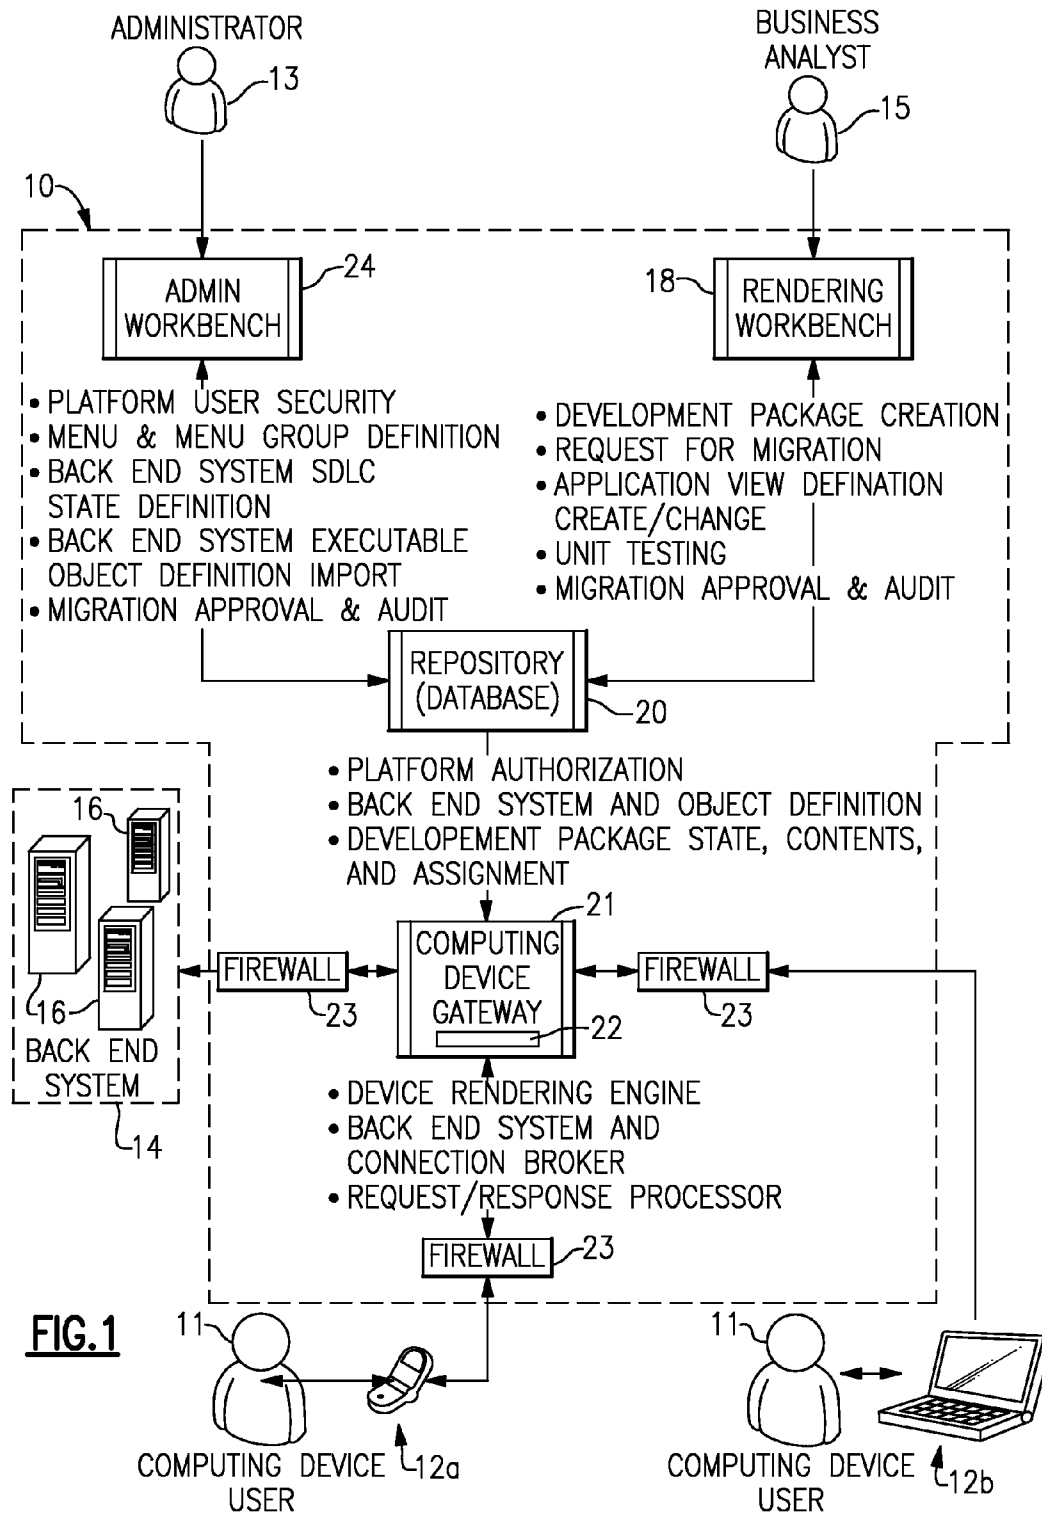 ADMINISTRATOR
13
BUSINESS
ANALYST
15
10
ADMIN
WORKBENCH
24
18
RENDERING
WORKBENCH
• PLATFORM USER SECURITY
• MENU & MENU GROUP DEFINITION
• BACK END SYSTEM SDLC
STATE DEFINITION
• BACK END SYSTEM EXECUTABLE
OBJECT DEFINITION IMPORT
• MIGRATION APPROVAL & AUDIT
• DEVELOPMENT PACKAGE CREATION
• REQUEST FOR MIGRATION
• APPLICATION VIEW DEFINATION
CREATE/CHANGE
• UNIT TESTING
• MIGRATION APPROVAL & AUDIT
REPOSITORY
(DATABASE)
20
• PLATFORM AUTHORIZATION
• BACK END SYSTEM AND OBJECT DEFINITION
• DEVELOPEMENT PACKAGE STATE, CONTENTS,
AND ASSIGNMENT
16
16
16
BACK END
SYSTEM
14
FIREWALL
23
COMPUTING
DEVICE
GATEWAY
21
22
FIREWALL
23
• DEVICE RENDERING ENGINE
• BACK END SYSTEM AND
CONNECTION BROKER
• REQUEST/RESPONSE PROCESSOR
FIREWALL
23
FIG.1
11
COMPUTING DEVICE
USER
12a
11
COMPUTING DEVICE
USER
12b